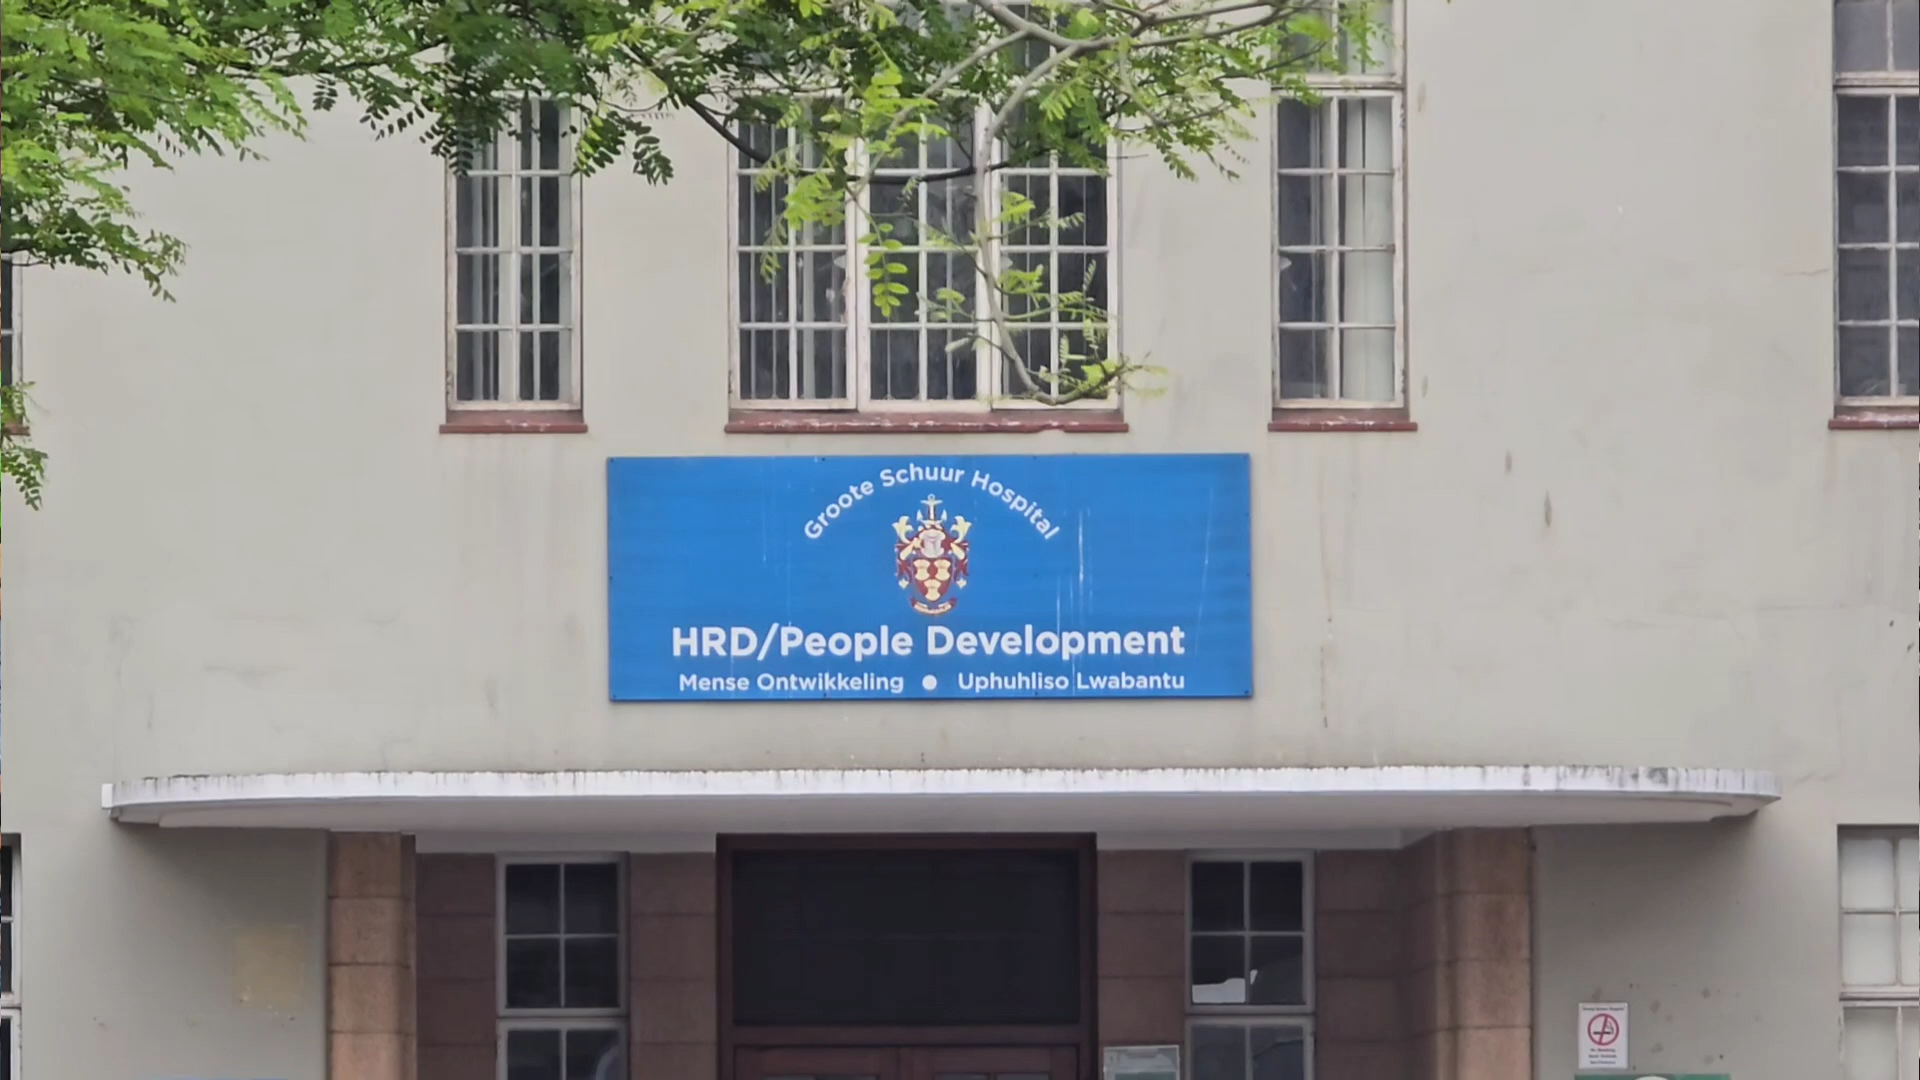 Groote Schuur Hospital
HRD/People Development
Mense Ontwikkeling ● Uphuhliso Lwabantu